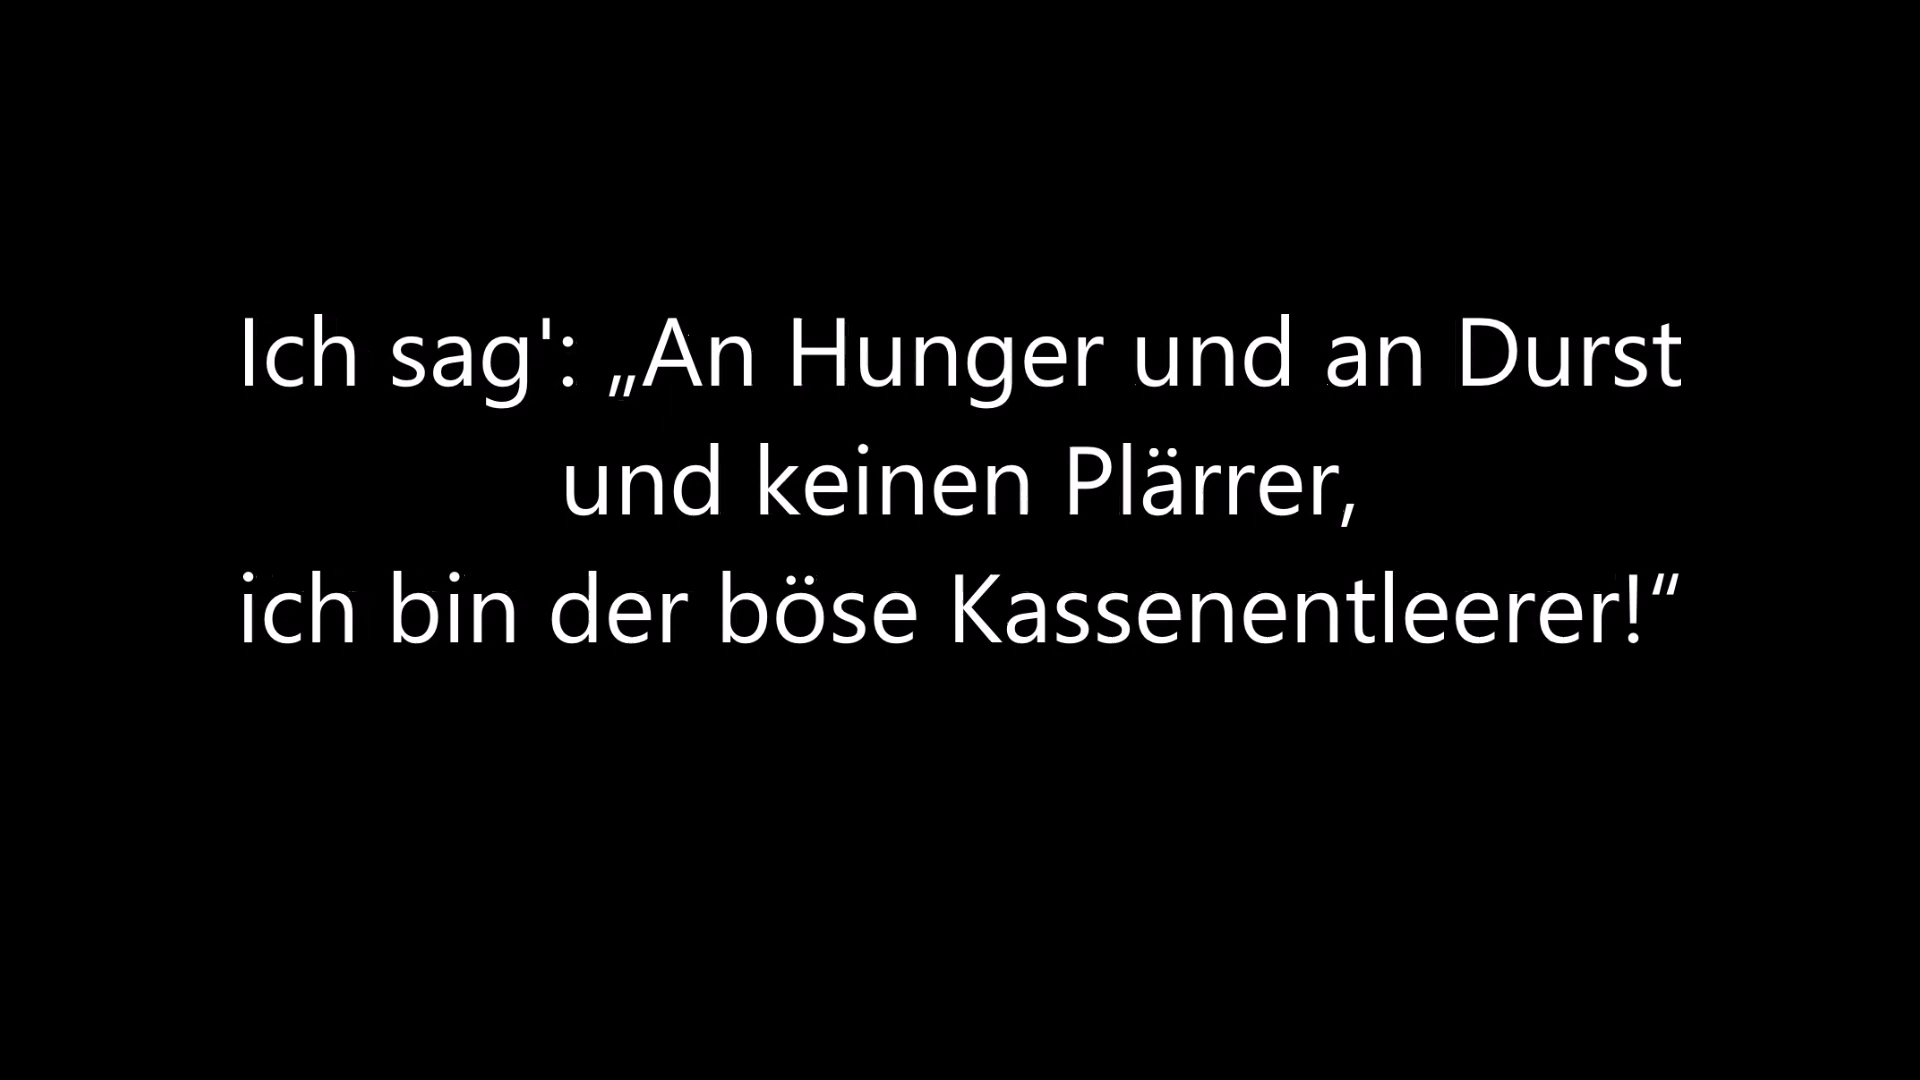 Ich sag': „An Hunger und an Durst
und keinen Plärrer,
ich bin der böse Kassenentleerer!“